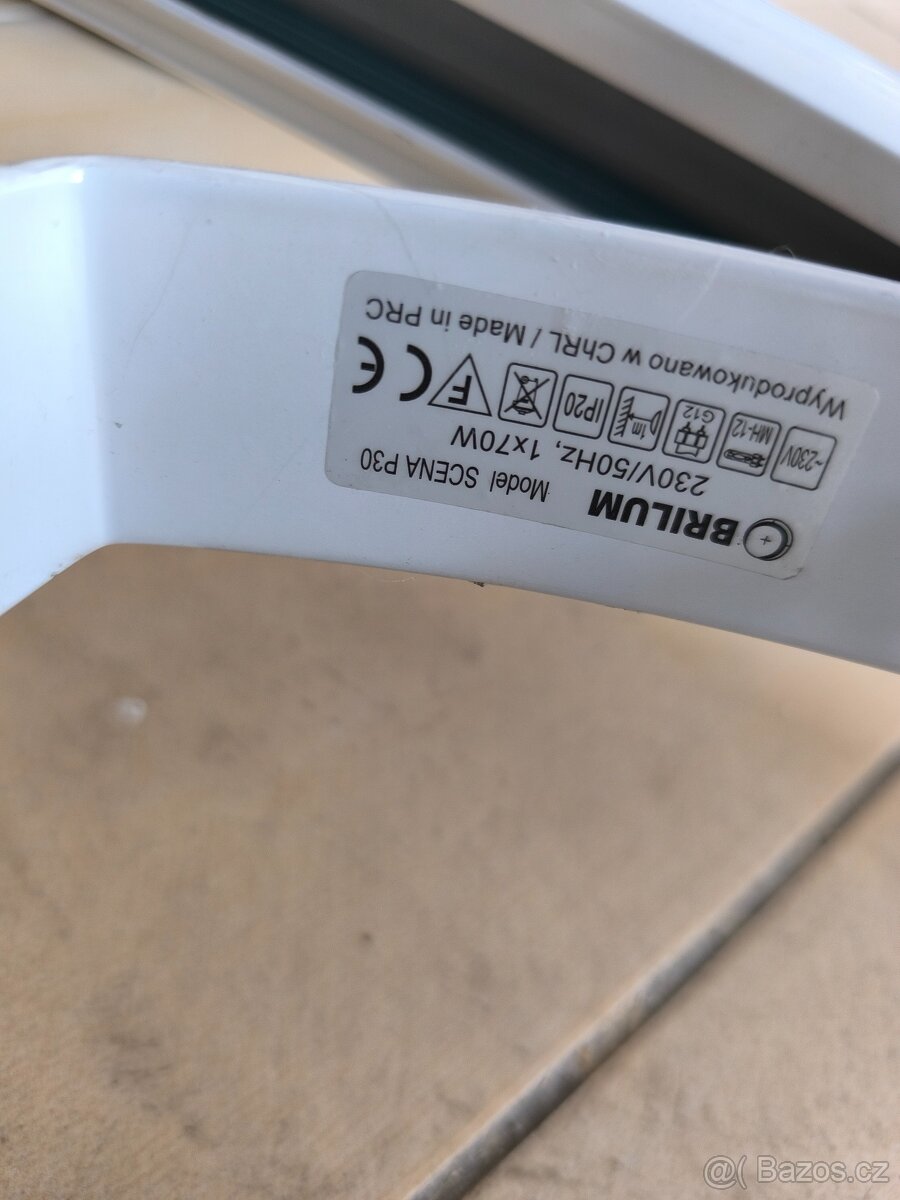 BRILUM
Model SCENA P30
230V/50Hz, 1x70W
~230V MH-12 G12 1m IP20 F CE
Wyprodukowano w ChRL / Made in PRC
@( Bazos.cz